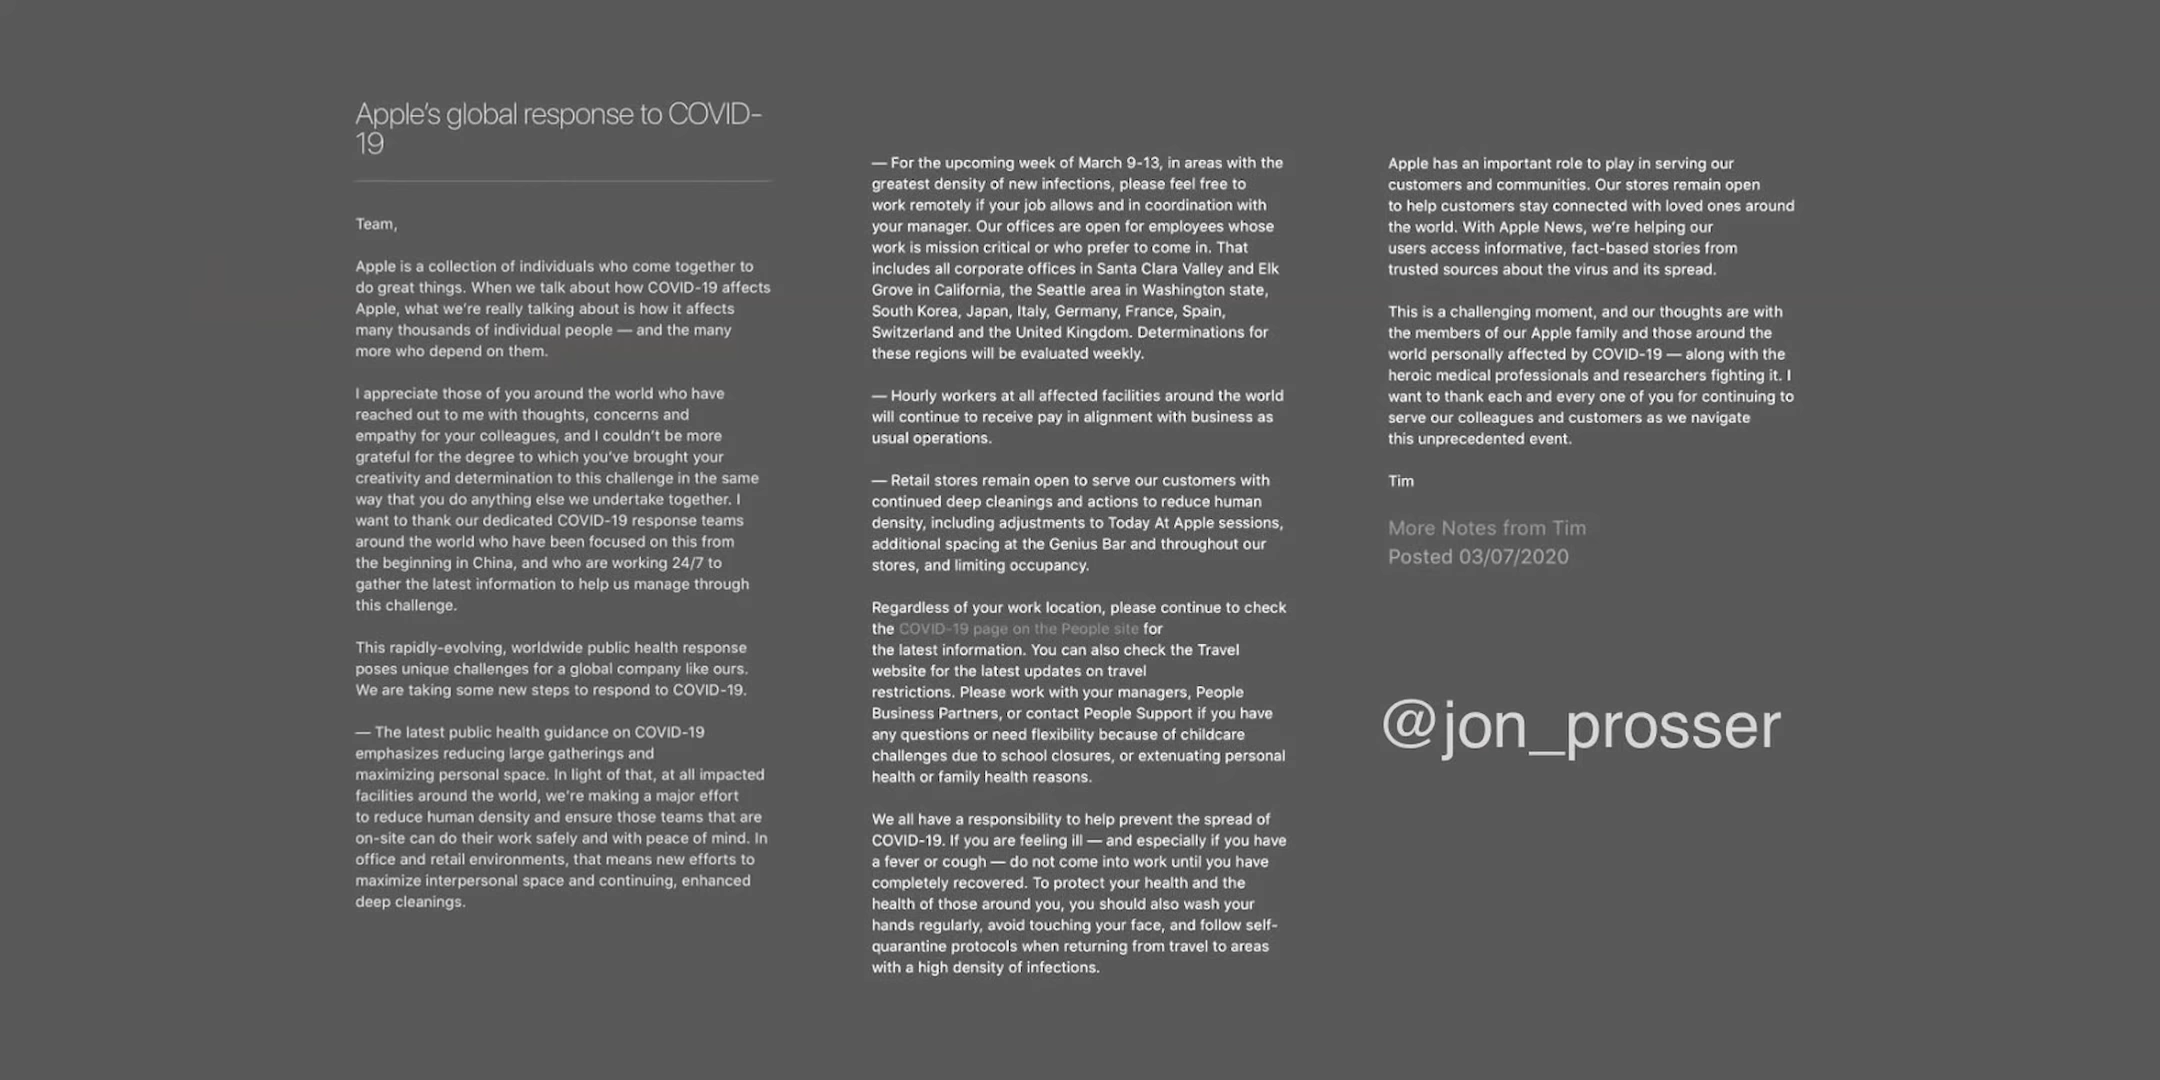 Apple's global response to COVID-
19
Team,
Apple is a collection of individuals who come together to
do great things. When we talk about how COVID-19 affects
Apple, what we're really talking about is how it affects
many thousands of individual people — and the many
more who depend on them.
I appreciate those of you around the world who have
reached out to me with thoughts, concerns and
empathy for your colleagues, and I couldn't be more
grateful for the degree to which you've brought your
creativity and determination to this challenge in the same
way that you do anything else we undertake together. I
want to thank our dedicated COVID-19 response teams
around the world who have been focused on this from
the beginning in China, and who are working 24/7 to
gather the latest information to help us manage through
this challenge.
This rapidly-evolving, worldwide public health response
poses unique challenges for a global company like ours.
We are taking some new steps to respond to COVID-19.
— The latest public health guidance on COVID-19
emphasizes reducing large gatherings and
maximizing personal space. In light of that, at all impacted
facilities around the world, we're making a major effort
to reduce human density and ensure those teams that are
on-site can do their work safely and with peace of mind. In
office and retail environments, that means new efforts to
maximize interpersonal space and continuing, enhanced
deep cleanings.
— For the upcoming week of March 9-13, in areas with the
greatest density of new infections, please feel free to
work remotely if your job allows and in coordination with
your manager. Our offices are open for employees whose
work is mission critical or who prefer to come in. That
includes all corporate offices in Santa Clara Valley and Elk
Grove in California, the Seattle area in Washington state,
South Korea, Japan, Italy, Germany, France, Spain,
Switzerland and the United Kingdom. Determinations for
these regions will be evaluated weekly.
— Hourly workers at all affected facilities around the world
will continue to receive pay in alignment with business as
usual operations.
— Retail stores remain open to serve our customers with
continued deep cleanings and actions to reduce human
density, including adjustments to Today At Apple sessions,
additional spacing at the Genius Bar and throughout our
stores, and limiting occupancy.
Regardless of your work location, please continue to check
the COVID-19 page on the People site for
the latest information. You can also check the Travel
website for the latest updates on travel
restrictions. Please work with your managers, People
Business Partners, or contact People Support if you have
any questions or need flexibility because of childcare
challenges due to school closures, or extenuating personal
health or family health reasons.
We all have a responsibility to help prevent the spread of
COVID-19. If you are feeling ill — and especially if you have
a fever or cough — do not come into work until you have
completely recovered. To protect your health and the
health of those around you, you should also wash your
hands regularly, avoid touching your face, and follow self-
quarantine protocols when returning from travel to areas
with a high density of infections.
Apple has an important role to play in serving our
customers and communities. Our stores remain open
to help customers stay connected with loved ones around
the world. With Apple News, we're helping our
users access informative, fact-based stories from
trusted sources about the virus and its spread.
This is a challenging moment, and our thoughts are with
the members of our Apple family and those around the
world personally affected by COVID-19 — along with the
heroic medical professionals and researchers fighting it. I
want to thank each and every one of you for continuing to
serve our colleagues and customers as we navigate
this unprecedented event.
Tim
More Notes from Tim
Posted 03/07/2020
@jon_prosser